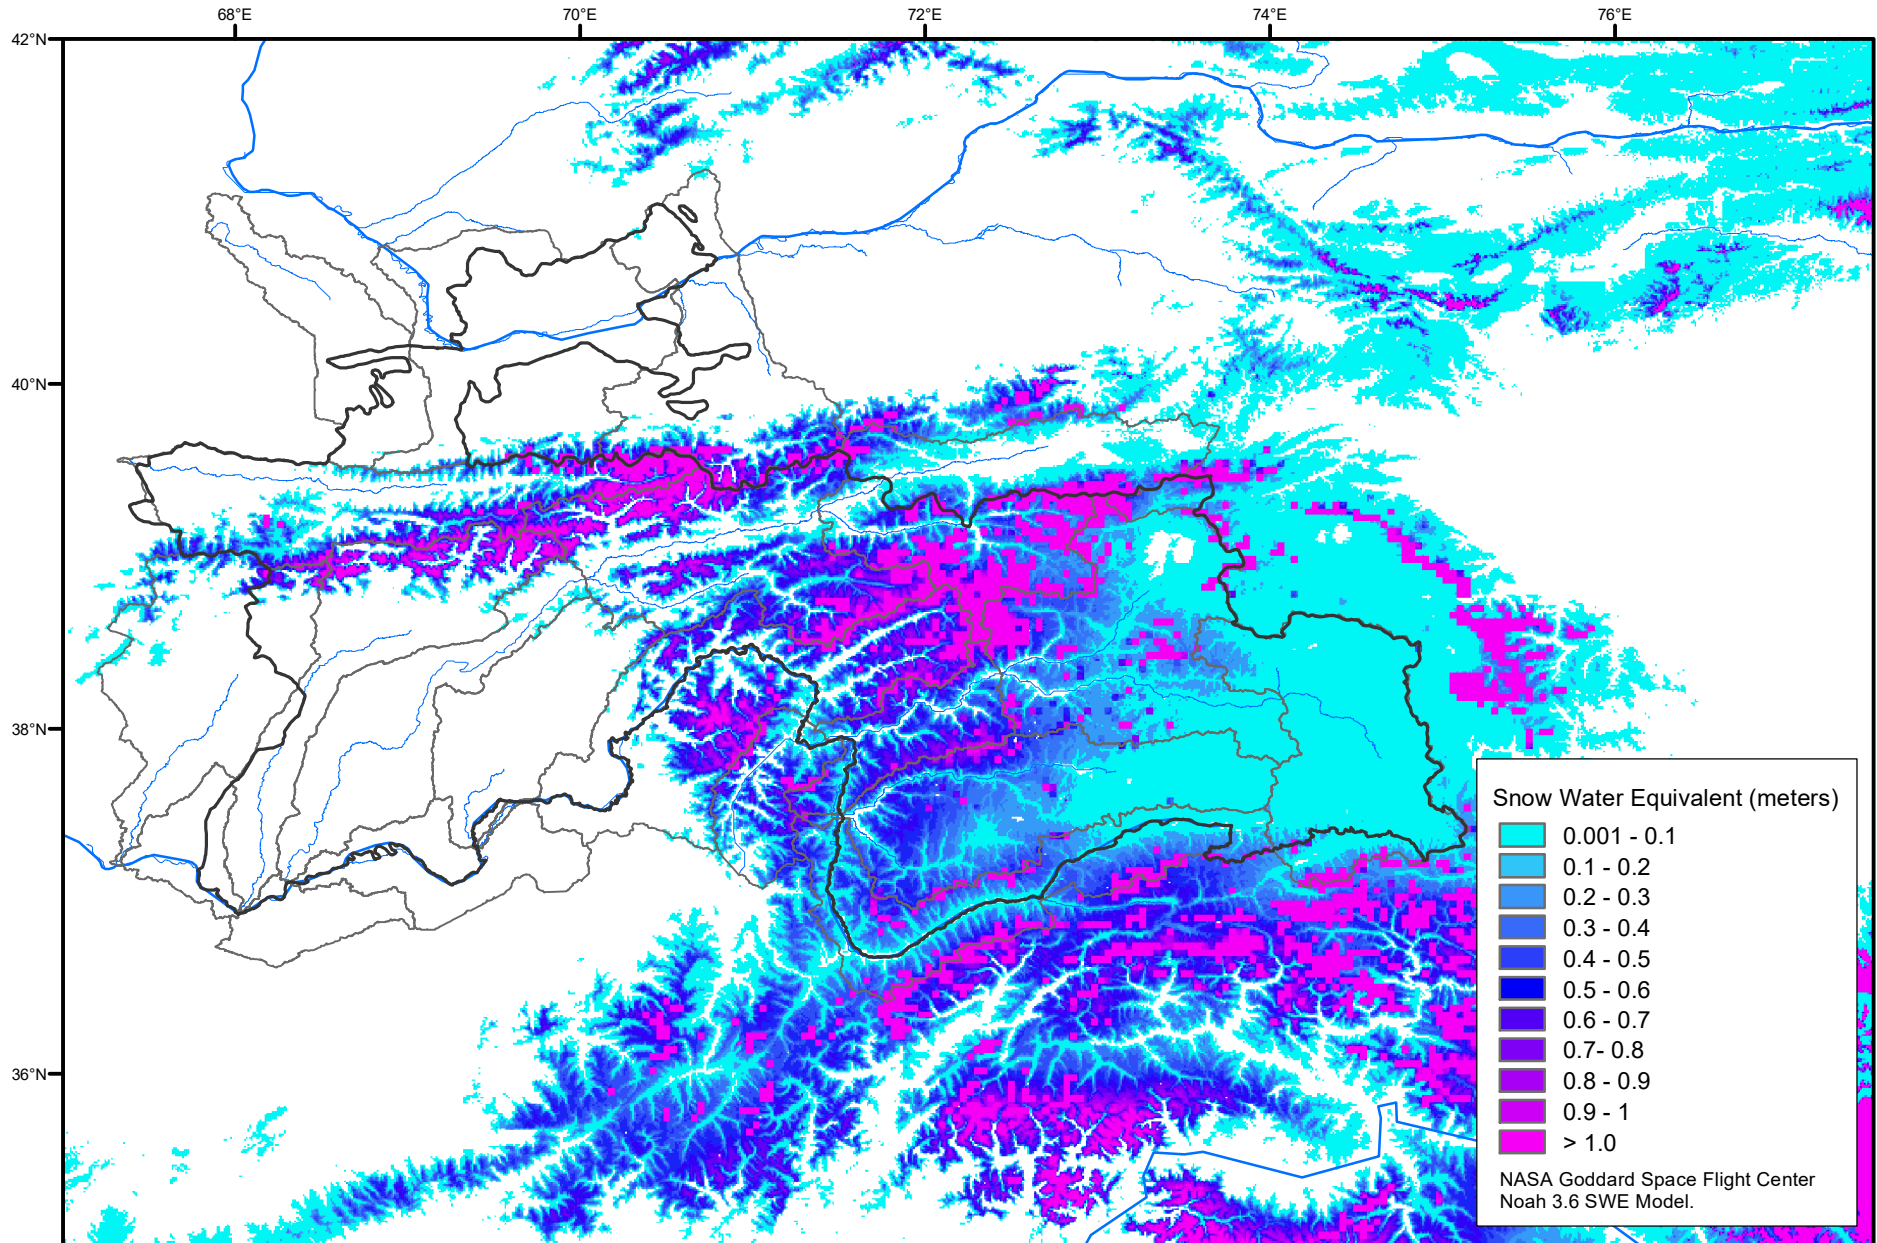 68°E
70°E
72°E
74°E
76°E
42°N
40°N
38°N
36°N
Snow Water Equivalent (meters)
0.001 - 0.1
0.1 - 0.2
0.2 - 0.3
0.3 - 0.4
0.4 - 0.5
0.5 - 0.6
0.6 - 0.7
0.7- 0.8
0.8 - 0.9
0.9 - 1
> 1.0
NASA Goddard Space Flight Center
Noah 3.6 SWE Model.